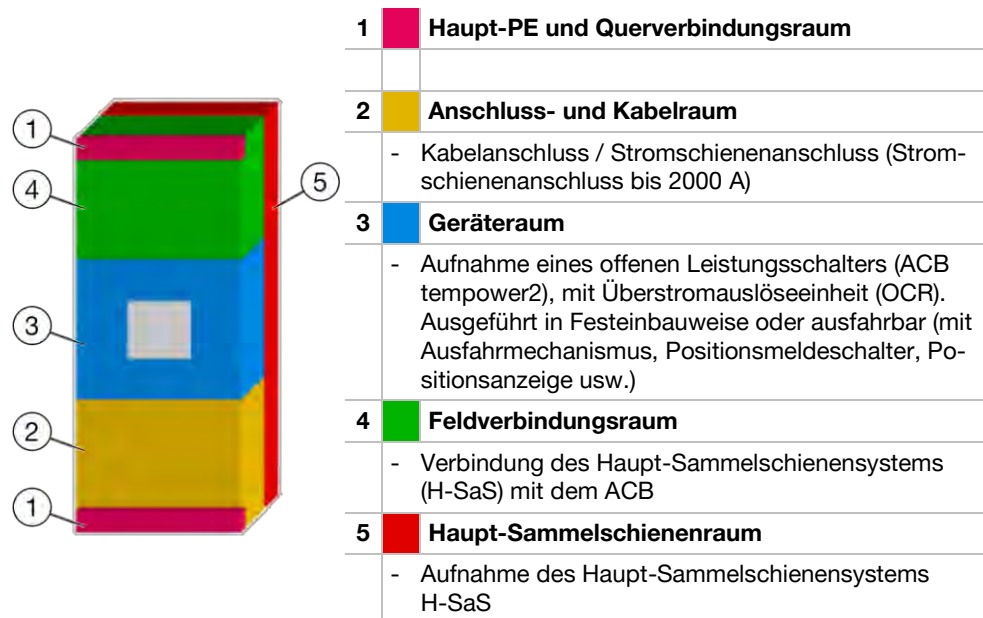 1
4
5
3
2
1
1 Haupt-PE und Querverbindungsraum
2 Anschluss- und Kabelraum
- Kabelanschluss / Stromschienenanschluss (Strom-
schienenanschluss bis 2000 A)
3 Geräteraum
- Aufnahme eines offenen Leistungsschalters (ACB
tempower2), mit Überstromauslöseeinheit (OCR).
Ausgeführt in Festeinbauweise oder ausfahrbar (mit
Ausfahrmechanismus, Positionsmeldeschalter, Po-
sitionsanzeige usw.)
4 Feldverbindungsraum
- Verbindung des Haupt-Sammelschienensystems
(H-SaS) mit dem ACB
5 Haupt-Sammelschienenraum
- Aufnahme des Haupt-Sammelschienensystems
H-SaS